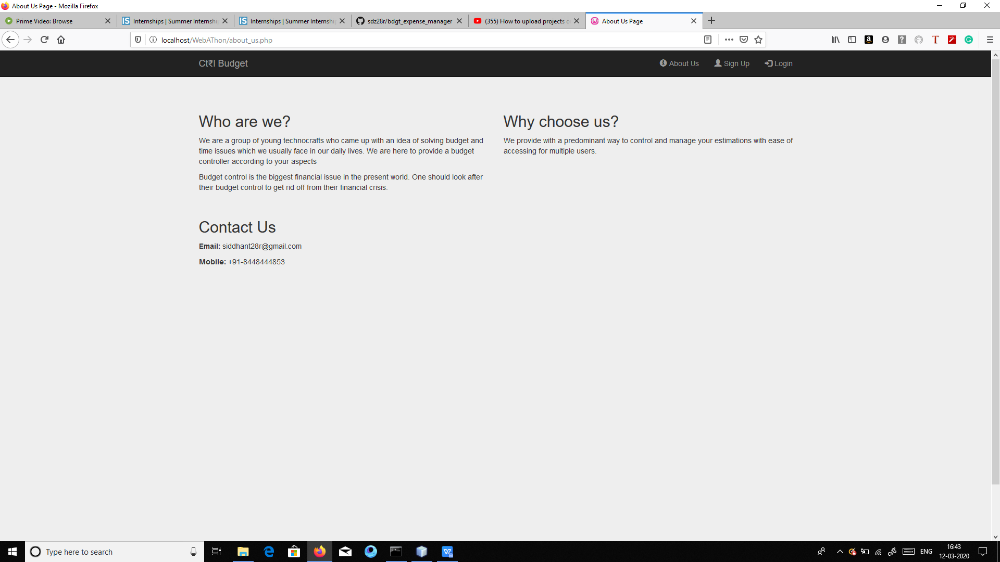 About Us Page - Mozilla Firefox
Prime Video: Browse
Internships | Summer Internshi
Internships | Summer Internshi
sdz28r/bdgt_expense_manager
(355) How to upload projects o
About Us Page
localhost/WebAThon/about_us.php
Ct₹l Budget
About Us
Sign Up
Login
Who are we?
We are a group of young technocrafts who came up with an idea of solving budget and
time issues which we usually face in our daily lives. We are here to provide a budget
controller according to your aspects
Budget control is the biggest financial issue in the present world. One should look after
their budget control to get rid off from their financial crisis.
Why choose us?
We provide with a predominant way to control and manage your estimations with ease of
accessing for multiple users.
Contact Us
Email: siddhant28r@gmail.com
Mobile: +91-8448444853
Type here to search
ENG
16:43
12-03-2020